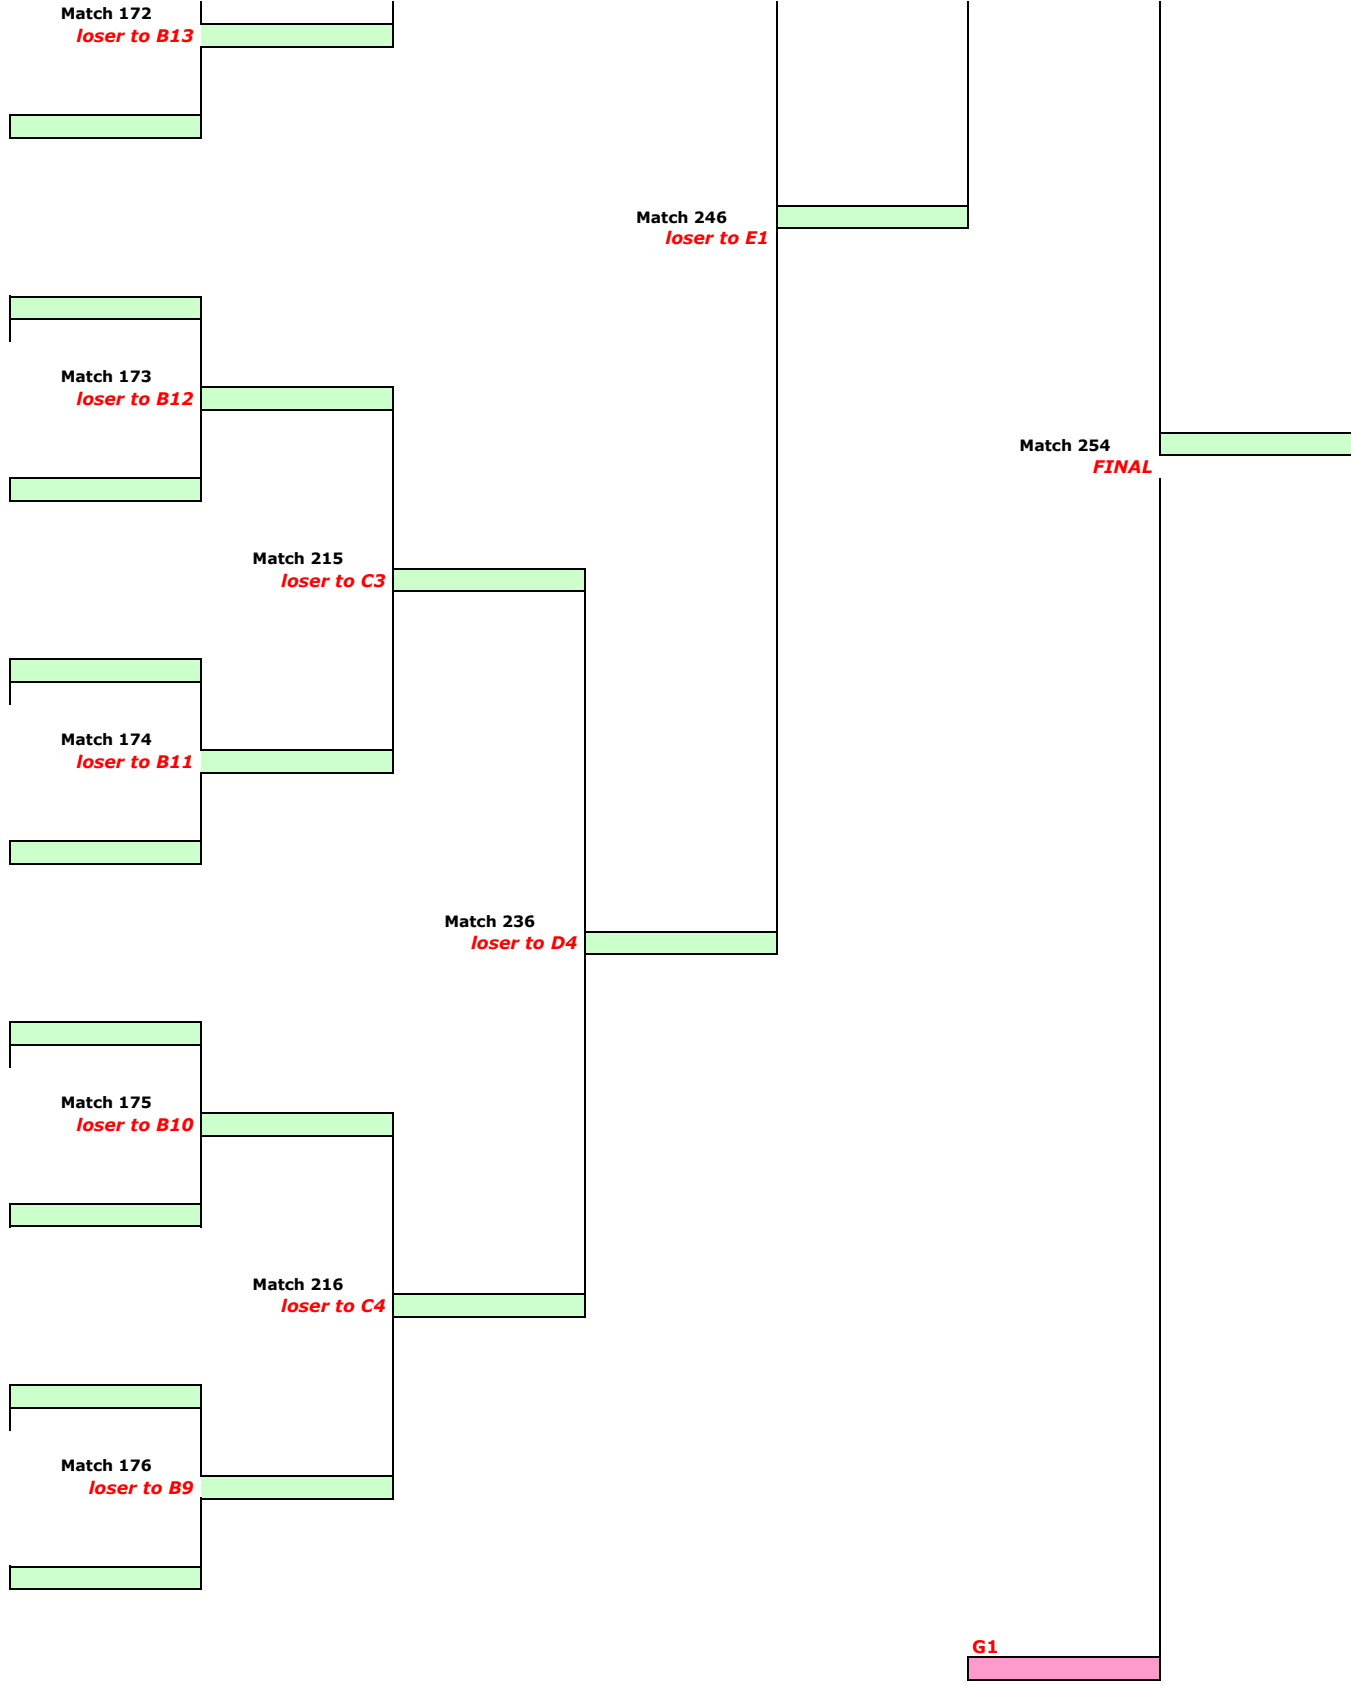 Match 172
loser to B13
Match 246
loser to E1
Match 173
loser to B12
Match 254
FINAL
Match 215
loser to C3
Match 174
loser to B11
Match 236
loser to D4
Match 175
loser to B10
Match 216
loser to C4
Match 176
loser to B9
G1